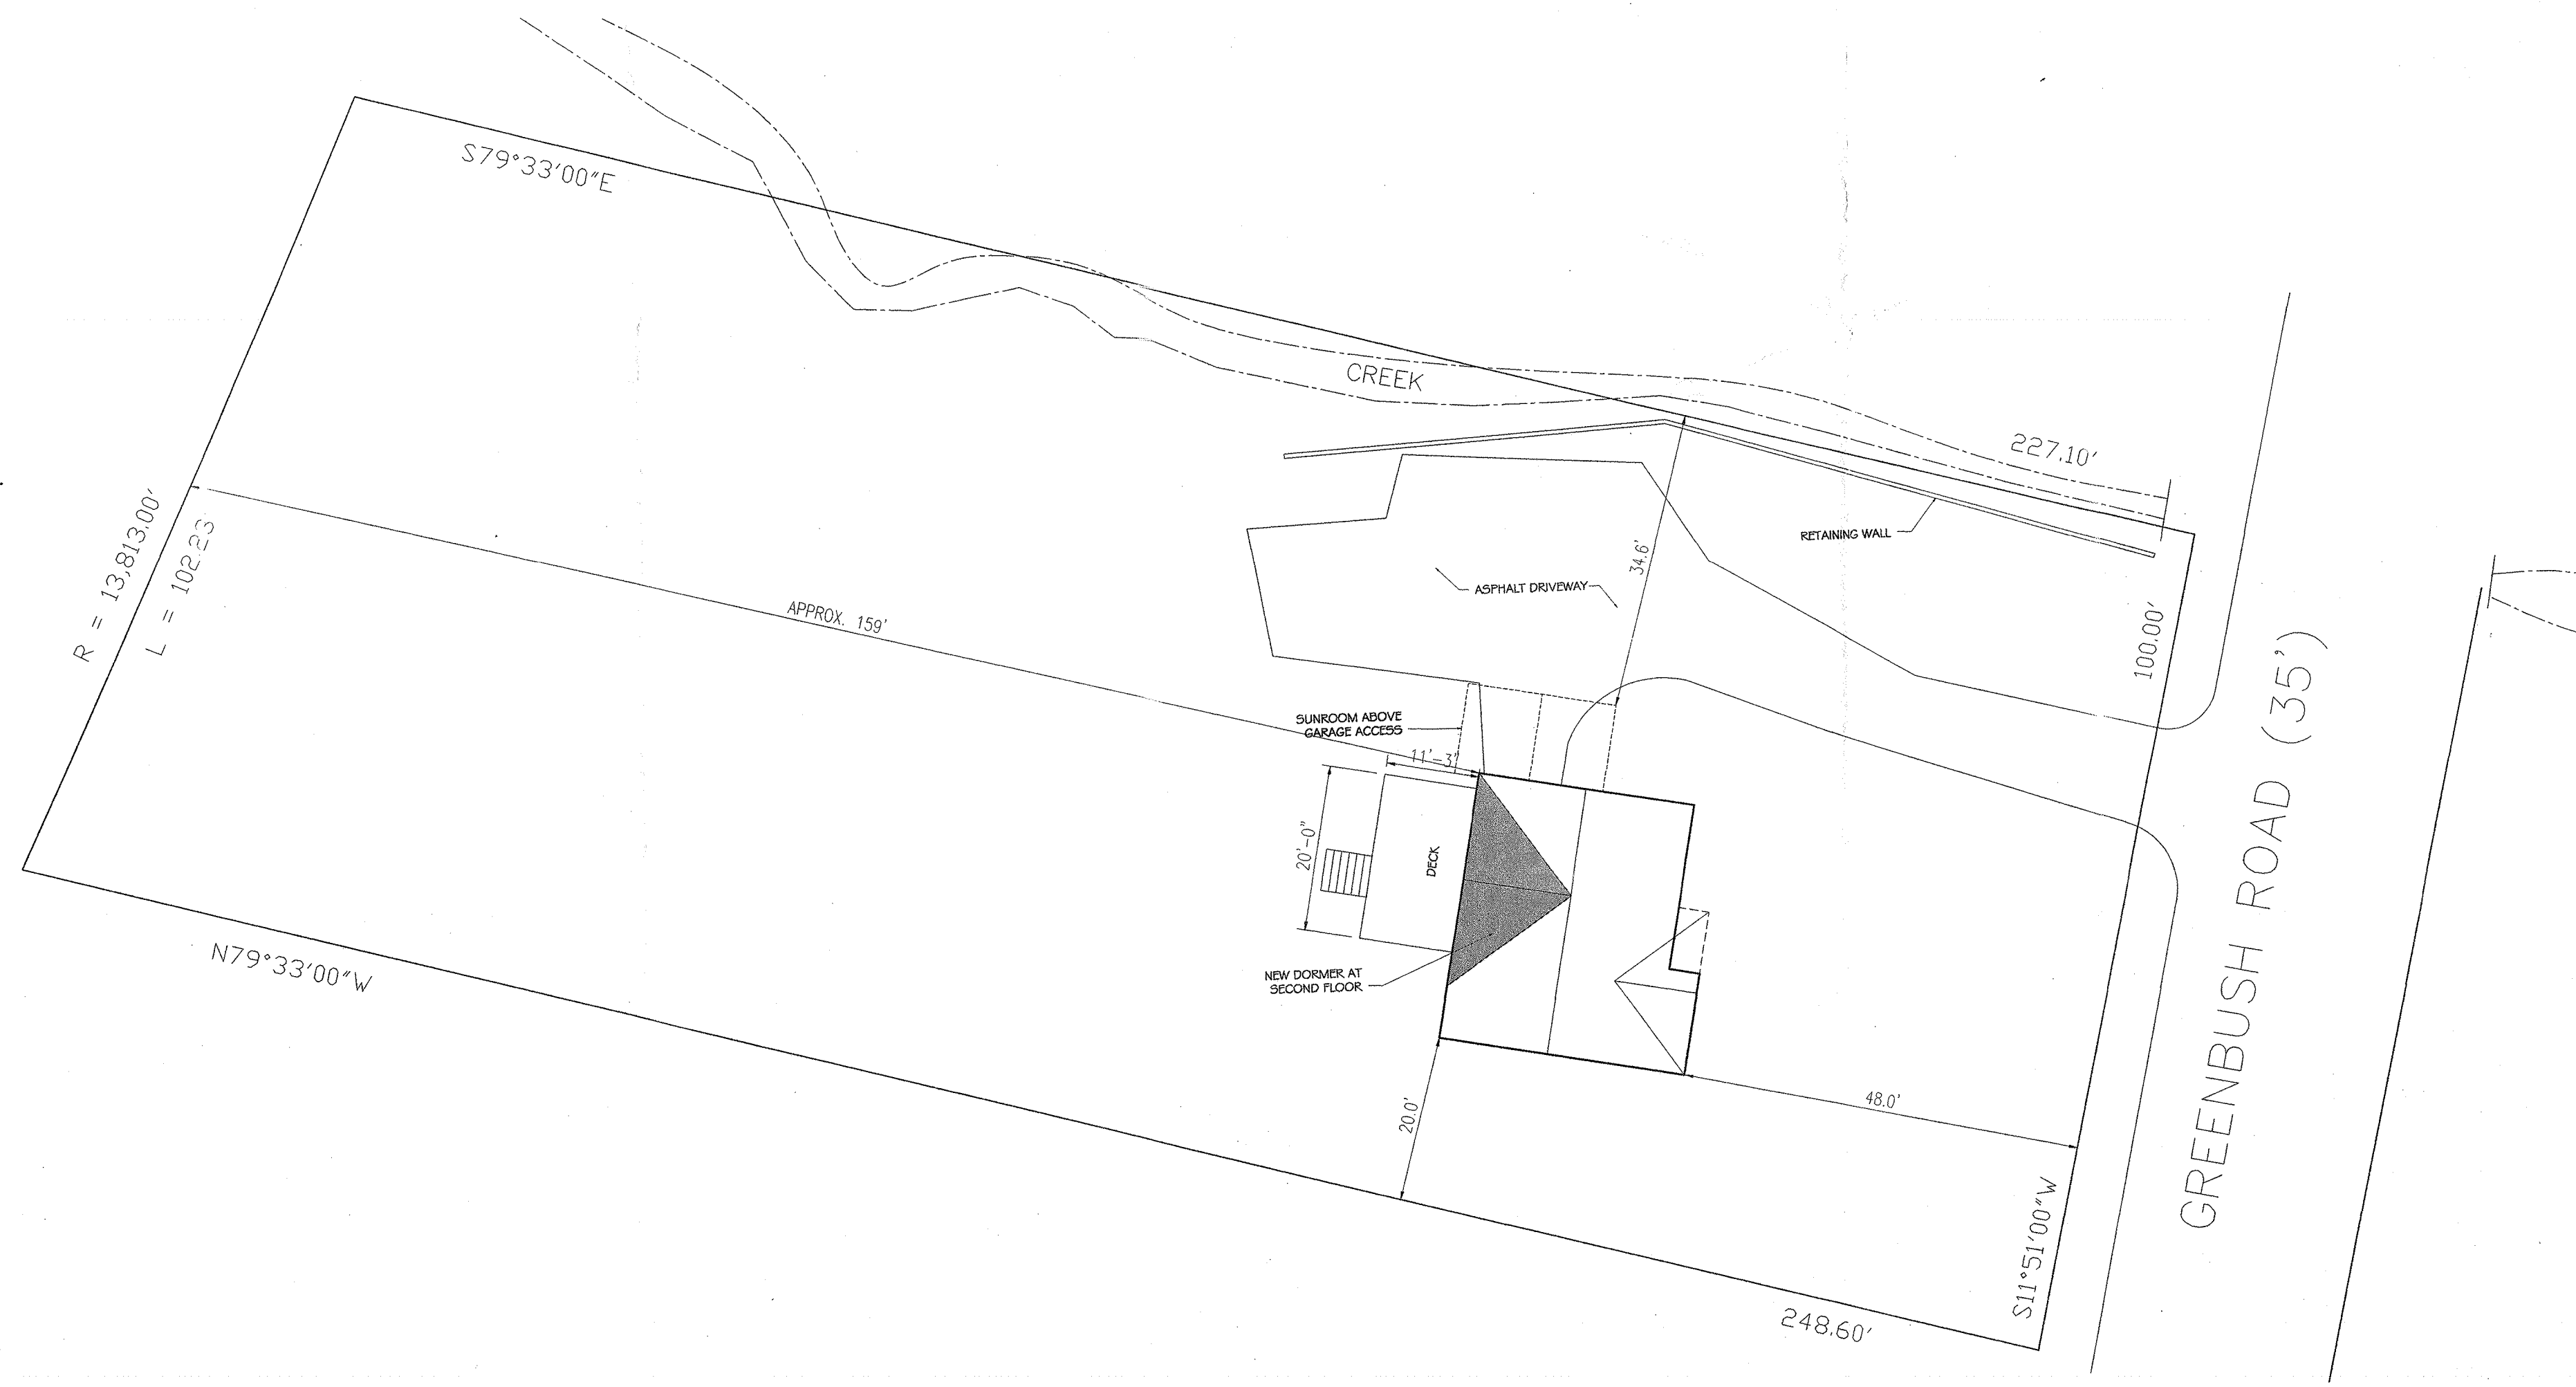 S79°33'00"E
CREEK
227.10'
RETAINING WALL
34.6'
ASPHALT DRIVEWAY
100.00'
R = 13,813.00'
L = 102.23'
APPROX. 159'
SUNROOM ABOVE
GARAGE ACCESS
11'-3"
20'-0"
DECK
NEW DORMER AT
SECOND FLOOR
N79°33'00"W
20.0'
48.0'
S11°51'00"W
248.60'
GREENBUSH ROAD (35')